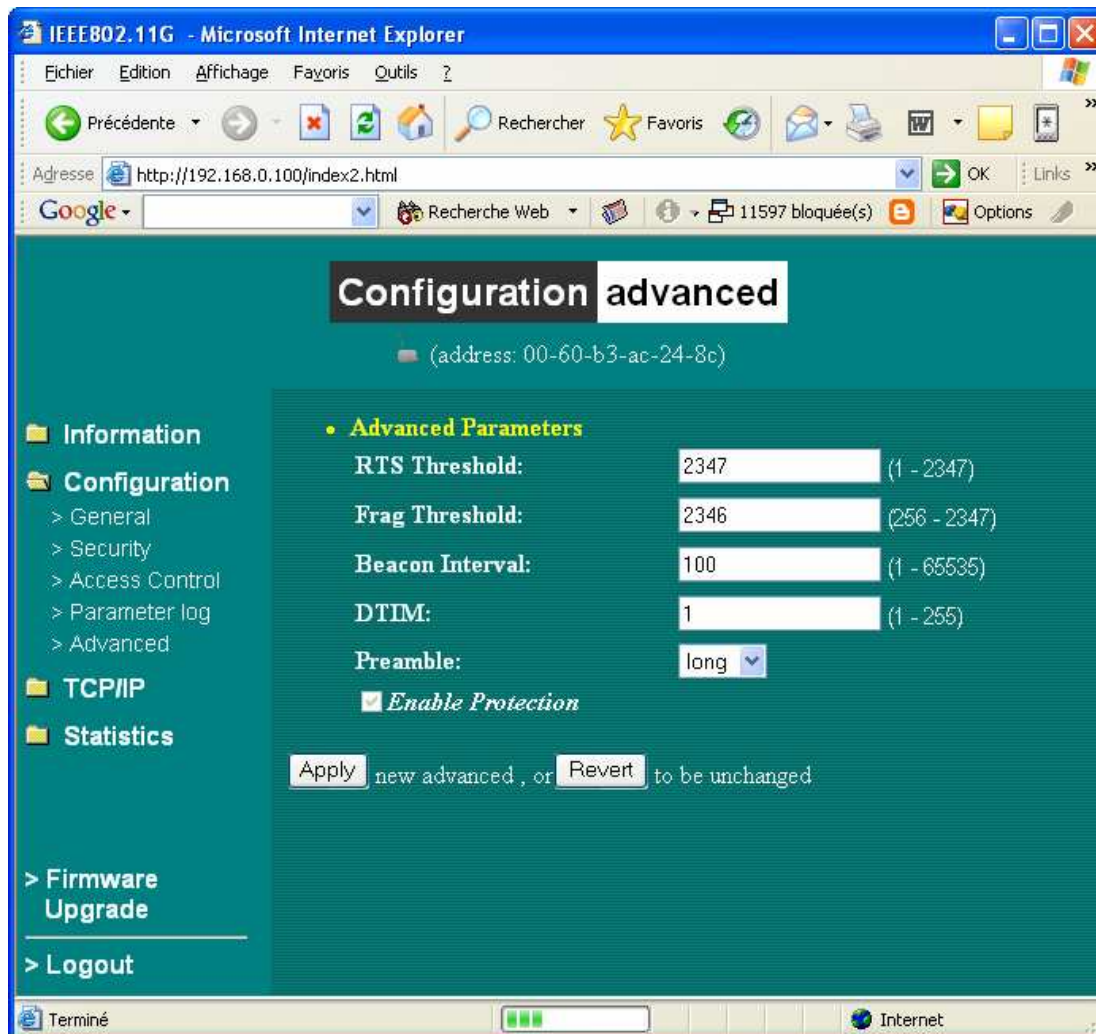 IEEE802.11G - Microsoft Internet Explorer
Fichier Edition Affichage Favoris Outils ?
Précédente Rechercher Favoris »
Adresse http://192.168.0.100/index2.html OK Links »
Google Recherche Web 11597 bloquée(s) Options
Configuration advanced
(address: 00-60-b3-ac-24-8c)
Information
Configuration
> General
> Security
> Access Control
> Parameter log
> Advanced
TCP/IP
Statistics
> Firmware
Upgrade
> Logout
• Advanced Parameters
RTS Threshold: 2347 (1 - 2347)
Frag Threshold: 2346 (256 - 2347)
Beacon Interval: 100 (1 - 65535)
DTIM: 1 (1 - 255)
Preamble: long
Enable Protection
Apply new advanced , or Revert to be unchanged
Terminé Internet